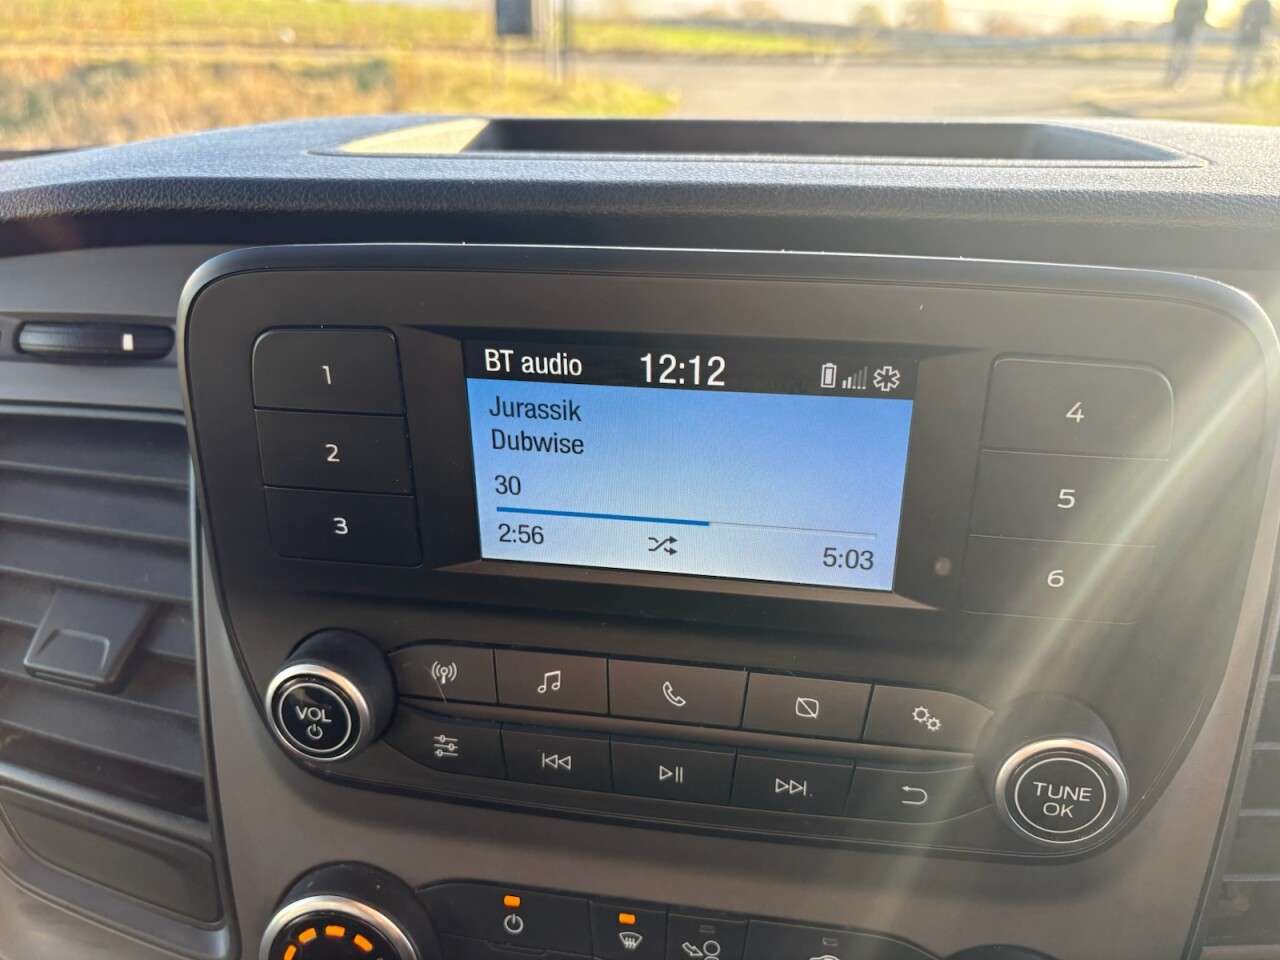 BT audio 12:12
Jurassik
Dubwise
30
2:56 5:03
1
2
3
4
5
6
VOL
TUNE
OK